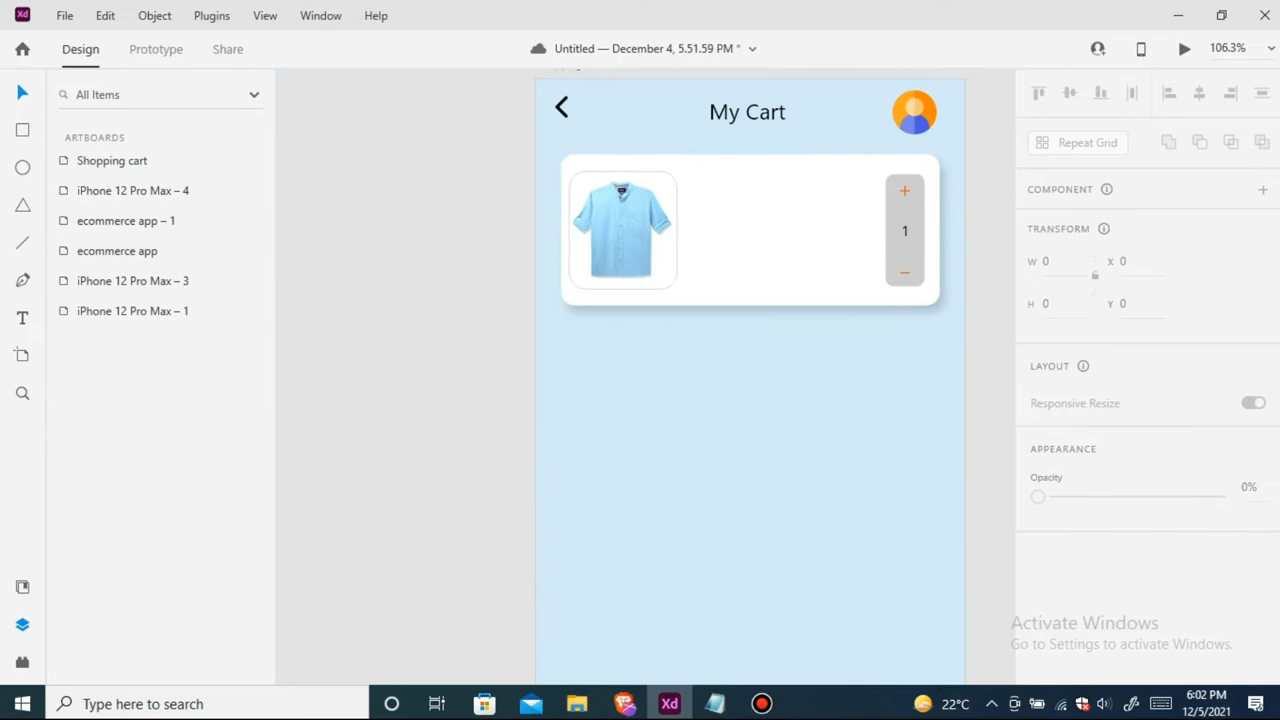 Xd File Edit Object Plugins View Window Help
Design Prototype Share Untitled — December 4, 5.51.59 PM * 106.3%
All Items
ARTBOARDS
Shopping cart
iPhone 12 Pro Max – 4
ecommerce app – 1
ecommerce app
iPhone 12 Pro Max – 3
iPhone 12 Pro Max – 1
T
My Cart
+
1
−
Repeat Grid
COMPONENT
TRANSFORM
W 0 X 0
H 0 Y 0
LAYOUT
Responsive Resize
APPEARANCE
Opacity
0%
Activate Windows
Go to Settings to activate Windows.
Type here to search
Xd
22°C
6:02 PM
12/5/2021